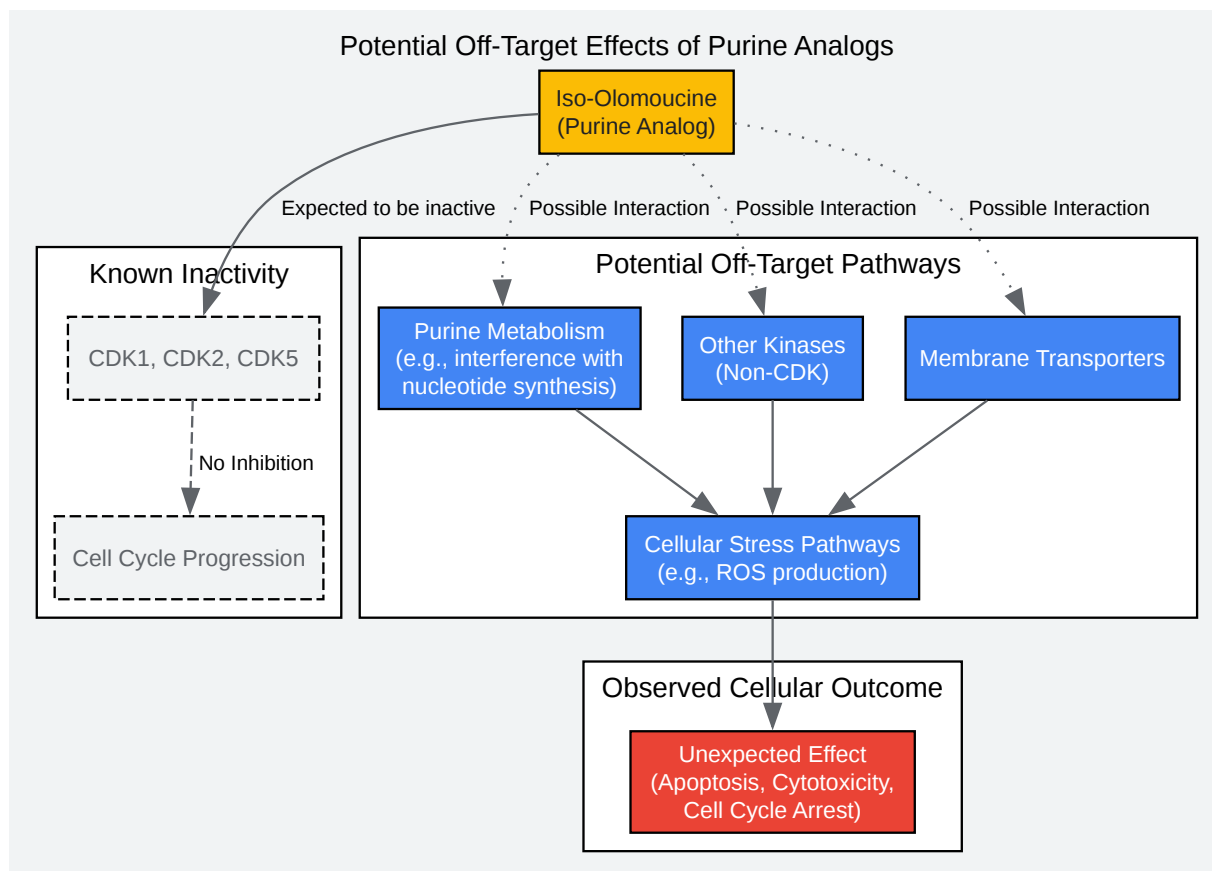 Potential Off-Target Effects of Purine Analogs
Iso-Olomoucine
(Purine Analog)
Expected to be inactive
Possible Interaction
Possible Interaction
Possible Interaction
Known Inactivity
CDK1, CDK2, CDK5
No Inhibition
Cell Cycle Progression
Potential Off-Target Pathways
Purine Metabolism
(e.g., interference with
nucleotide synthesis)
Other Kinases
(Non-CDK)
Membrane Transporters
Cellular Stress Pathways
(e.g., ROS production)
Observed Cellular Outcome
Unexpected Effect
(Apoptosis, Cytotoxicity,
Cell Cycle Arrest)